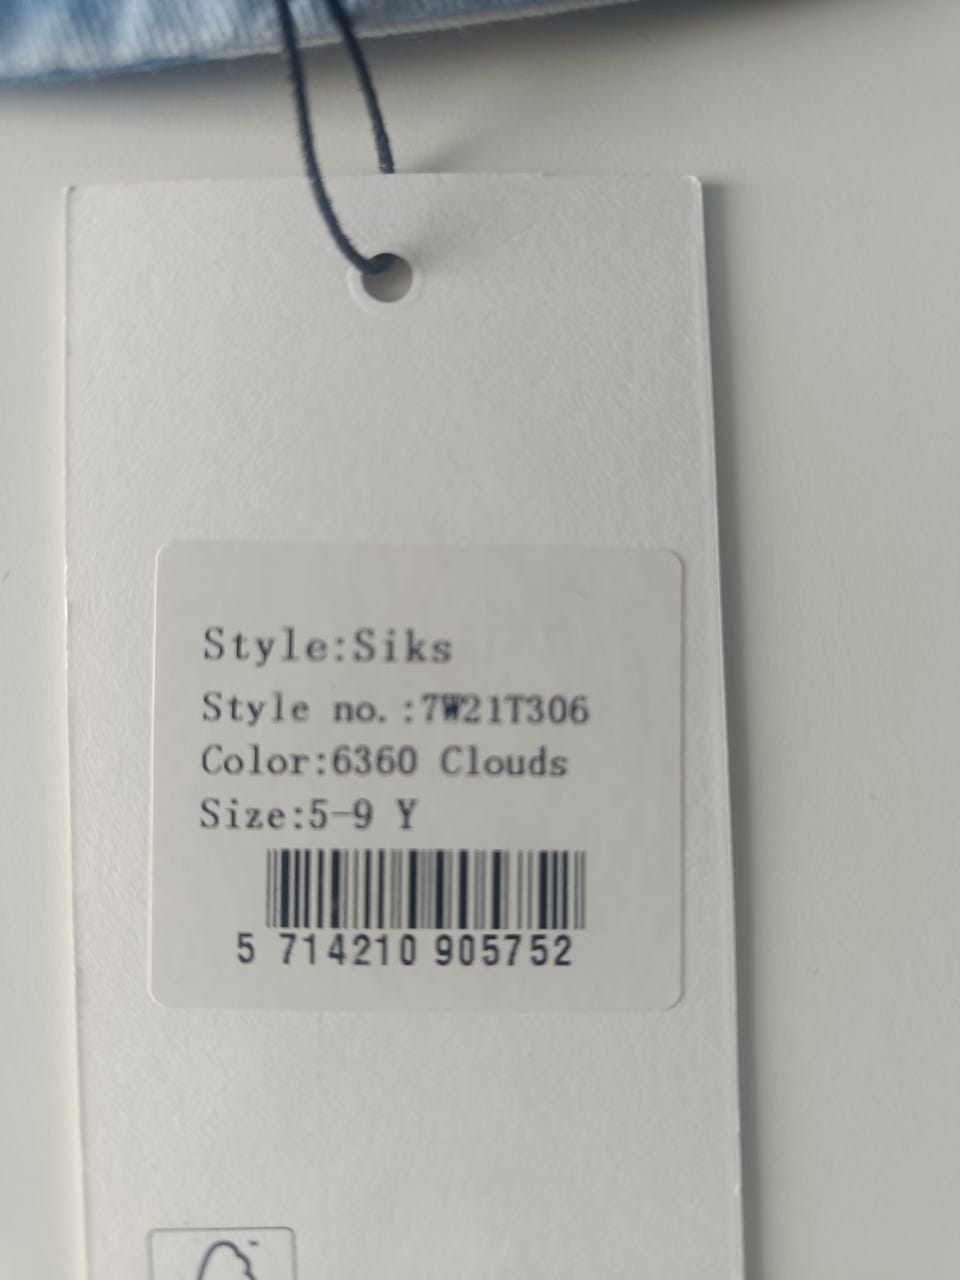 Style:Siks
Style no.:7W21T306
Color:6360 Clouds
Size:5-9 Y
5 714210 905752